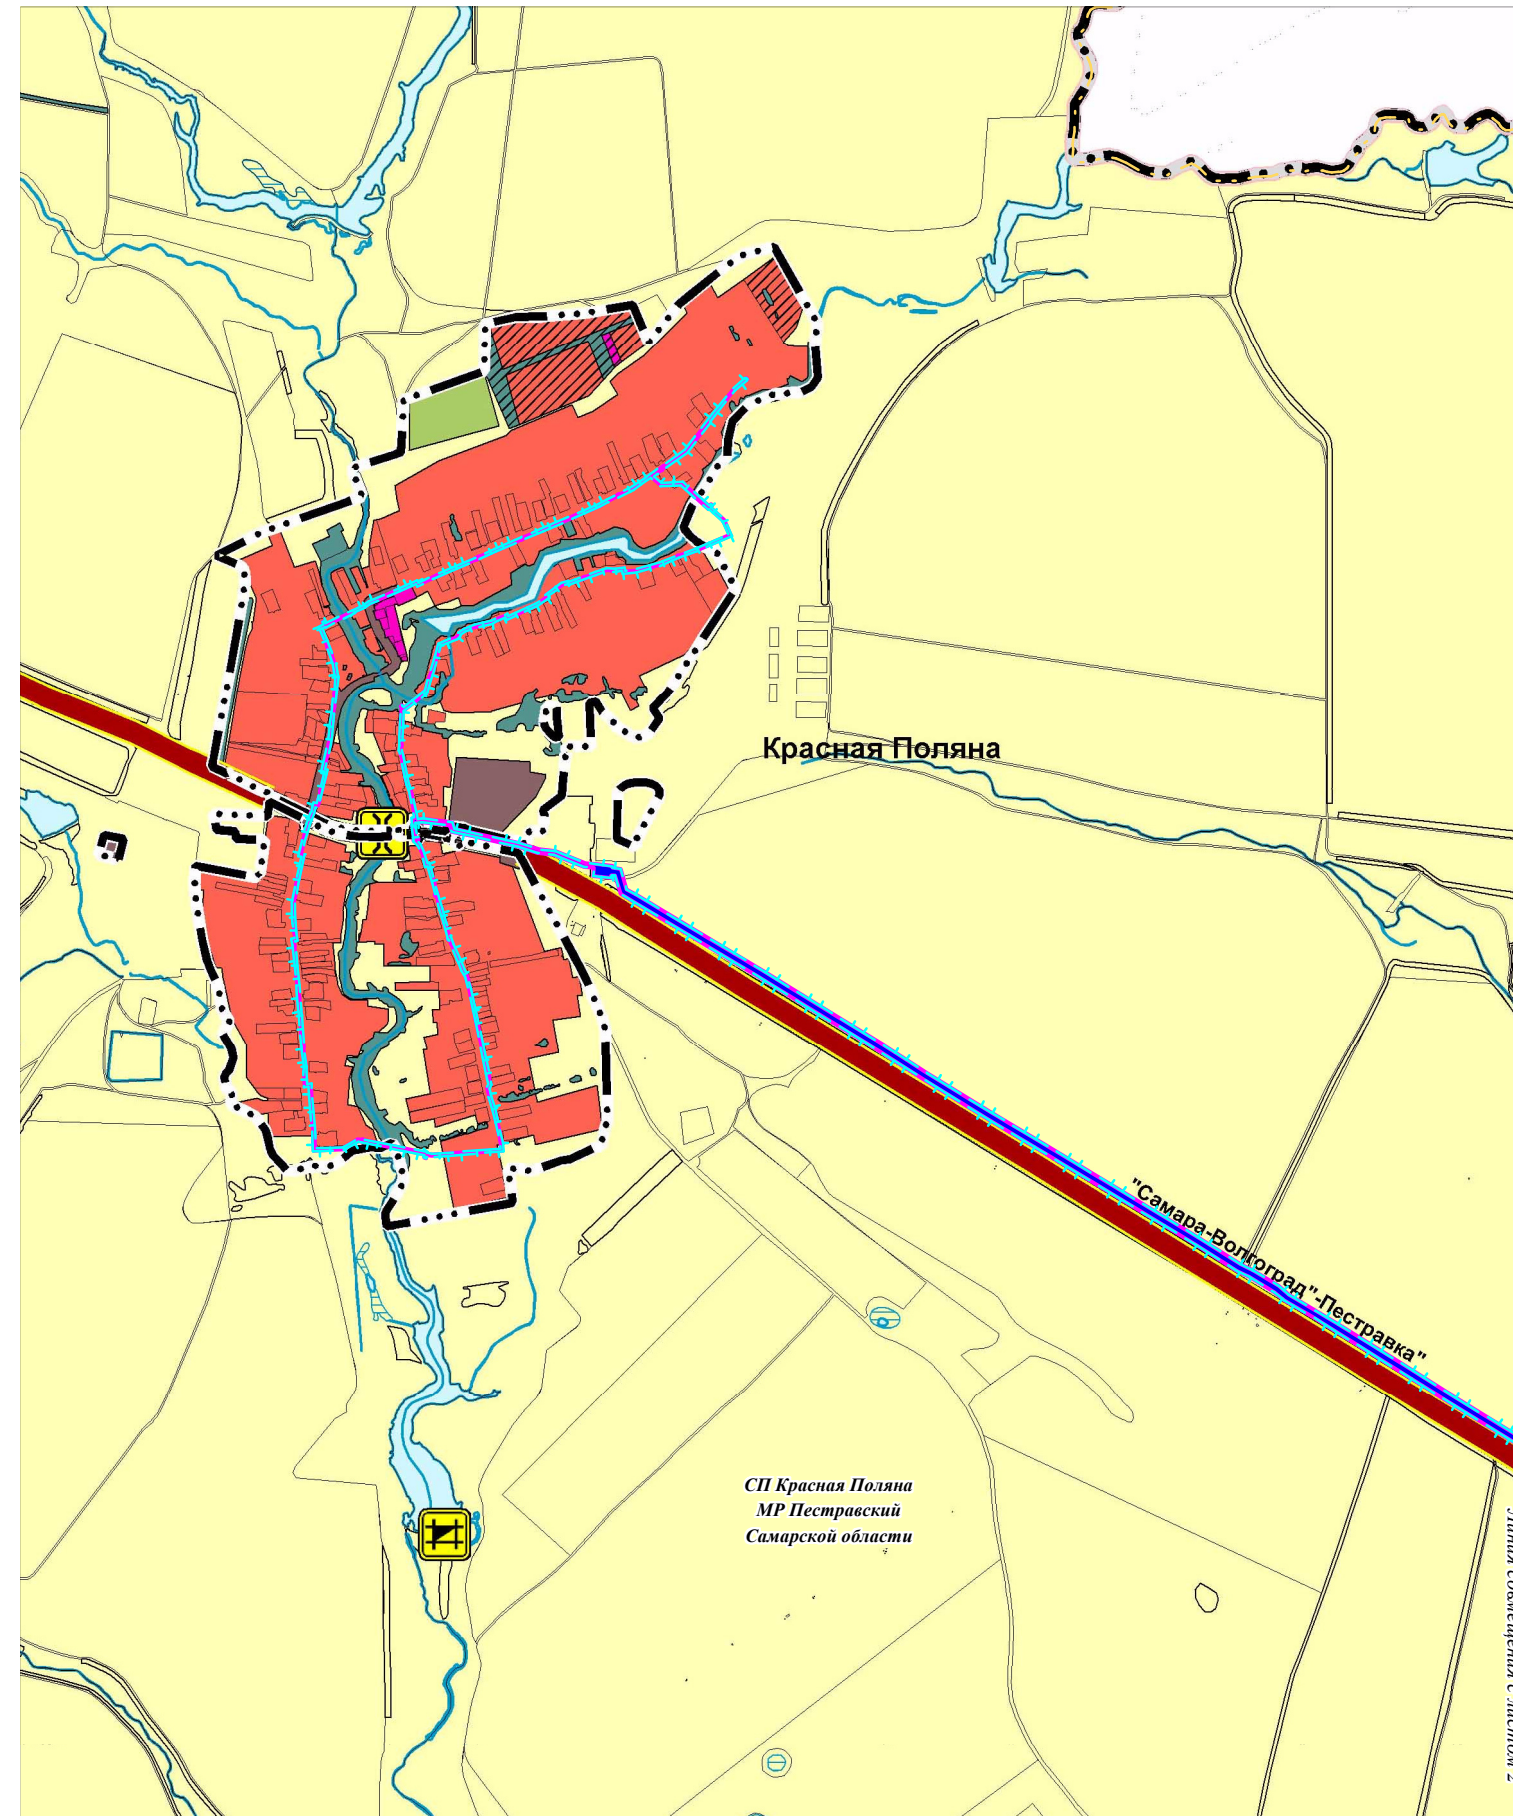 Красная Поляна
"Самара-Волгоград"-Пестравка"
СП Красная Поляна
МР Пестравский
Самарской области
Линия совмещения с листом 2